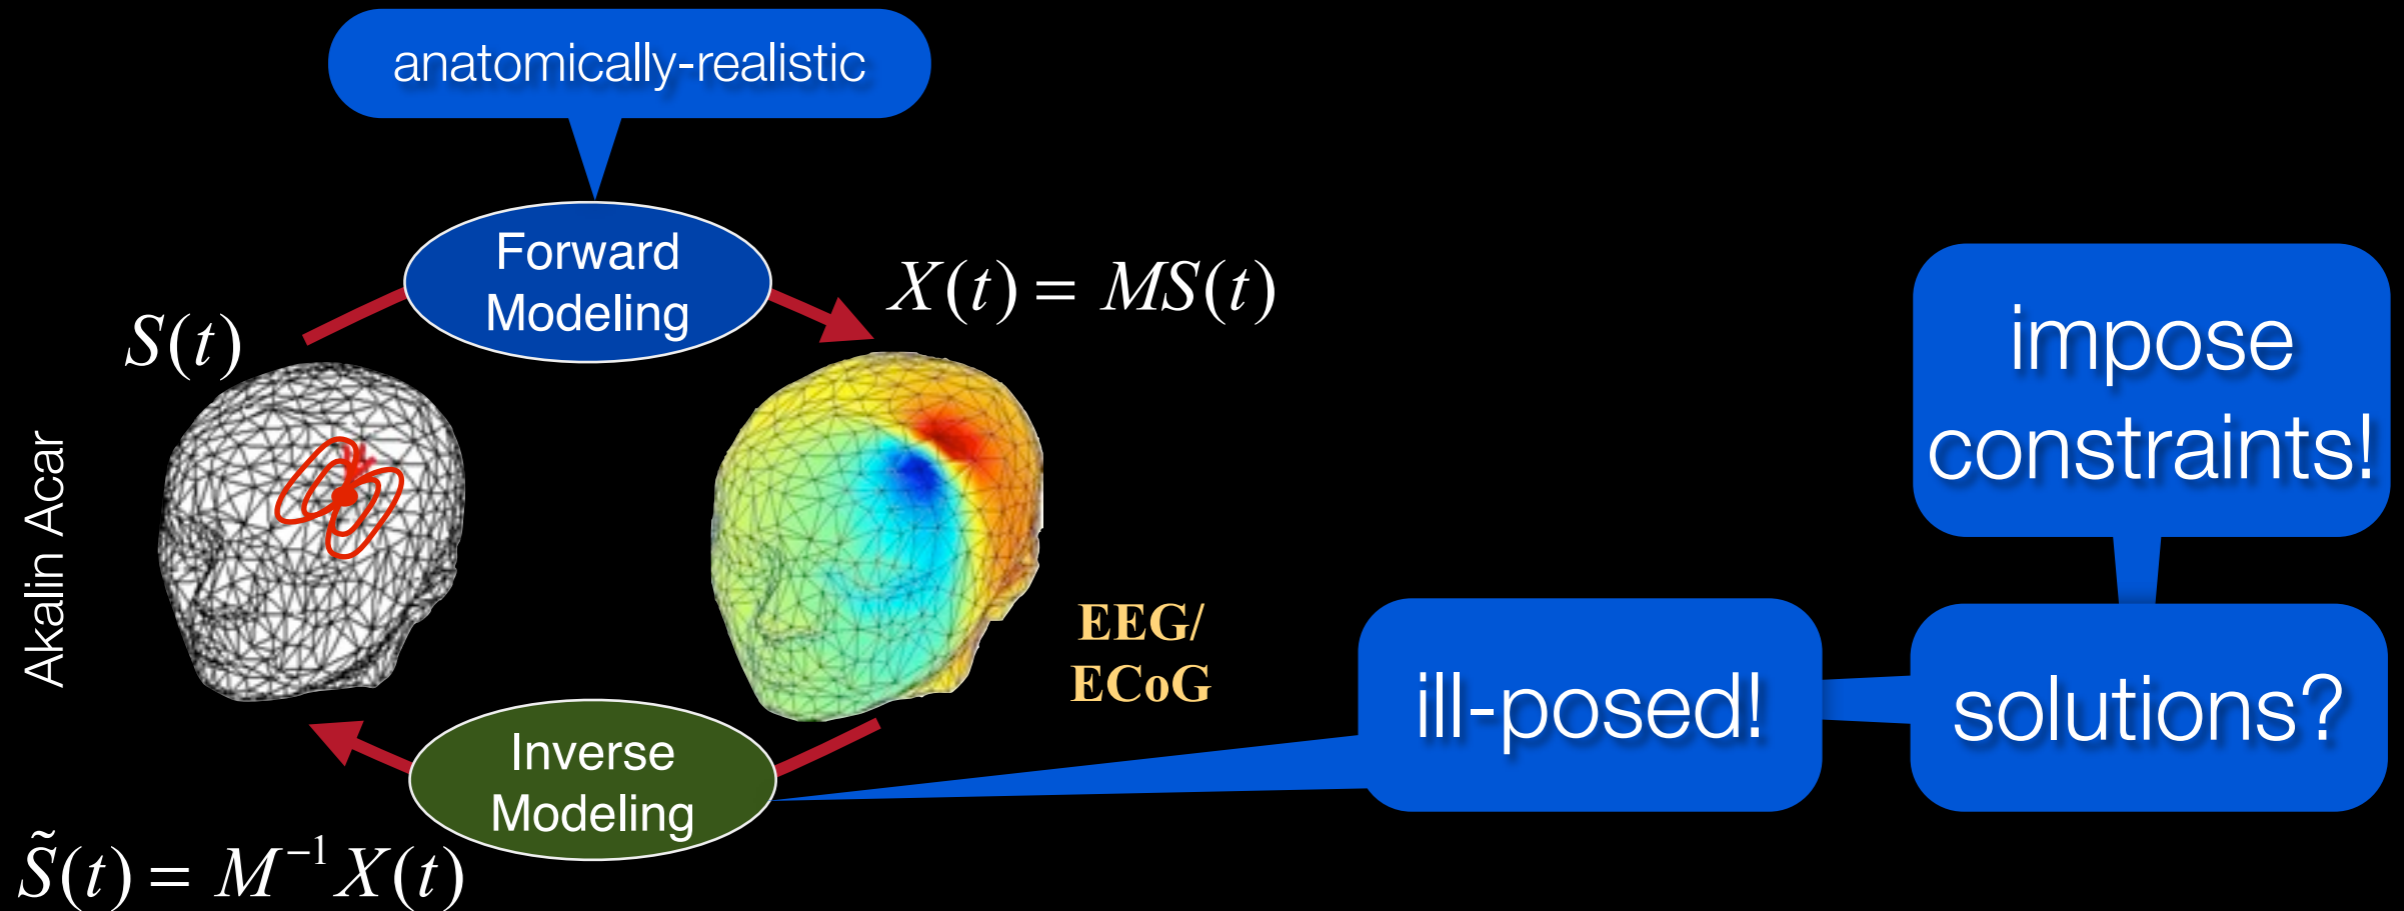 anatomically-realistic
Forward
Modeling
X(t) = MS(t)
S(t)
Akalin Acar
EEG/
ECoG
impose
constraints!
ill-posed!
solutions?
Inverse
Modeling
S̃(t) = M⁻¹X(t)